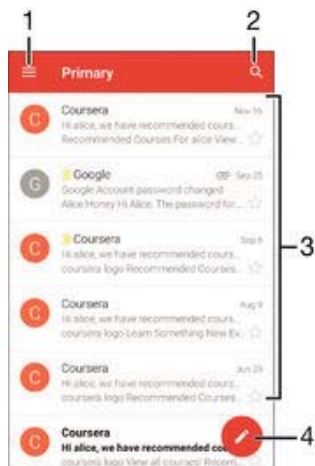 1
2
Primary
Coursera Nov 16
Hi alice, we have recommended cours...
Recommended Courses For alice View...
Google Sep 25
Google Account password changed
Alice Honey Hi Alice, The password for...
Coursera Sep 6
Hi alice, we have recommended cours...
coursera logo Recommended Courses...
3
Coursera Aug 9
Hi alice, we have recommended cours...
coursera logo Learn Something New Ex...
Coursera Jun 29
Hi alice, we have recommended cours...
coursera logo Recommended Courses...
Coursera
Hi alice, we have recommended cou
4
coursera logo View all courses! Recom
C
G
C
C
C
C